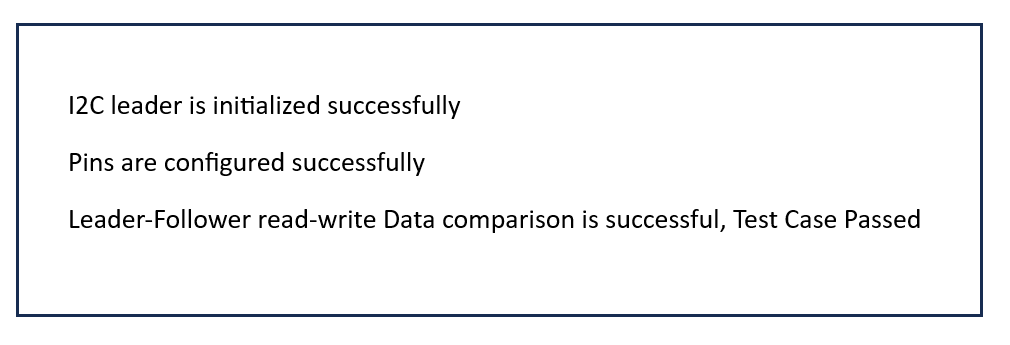 I2C leader is initialized successfully
Pins are configured successfully
Leader-Follower read-write Data comparison is successful, Test Case Passed